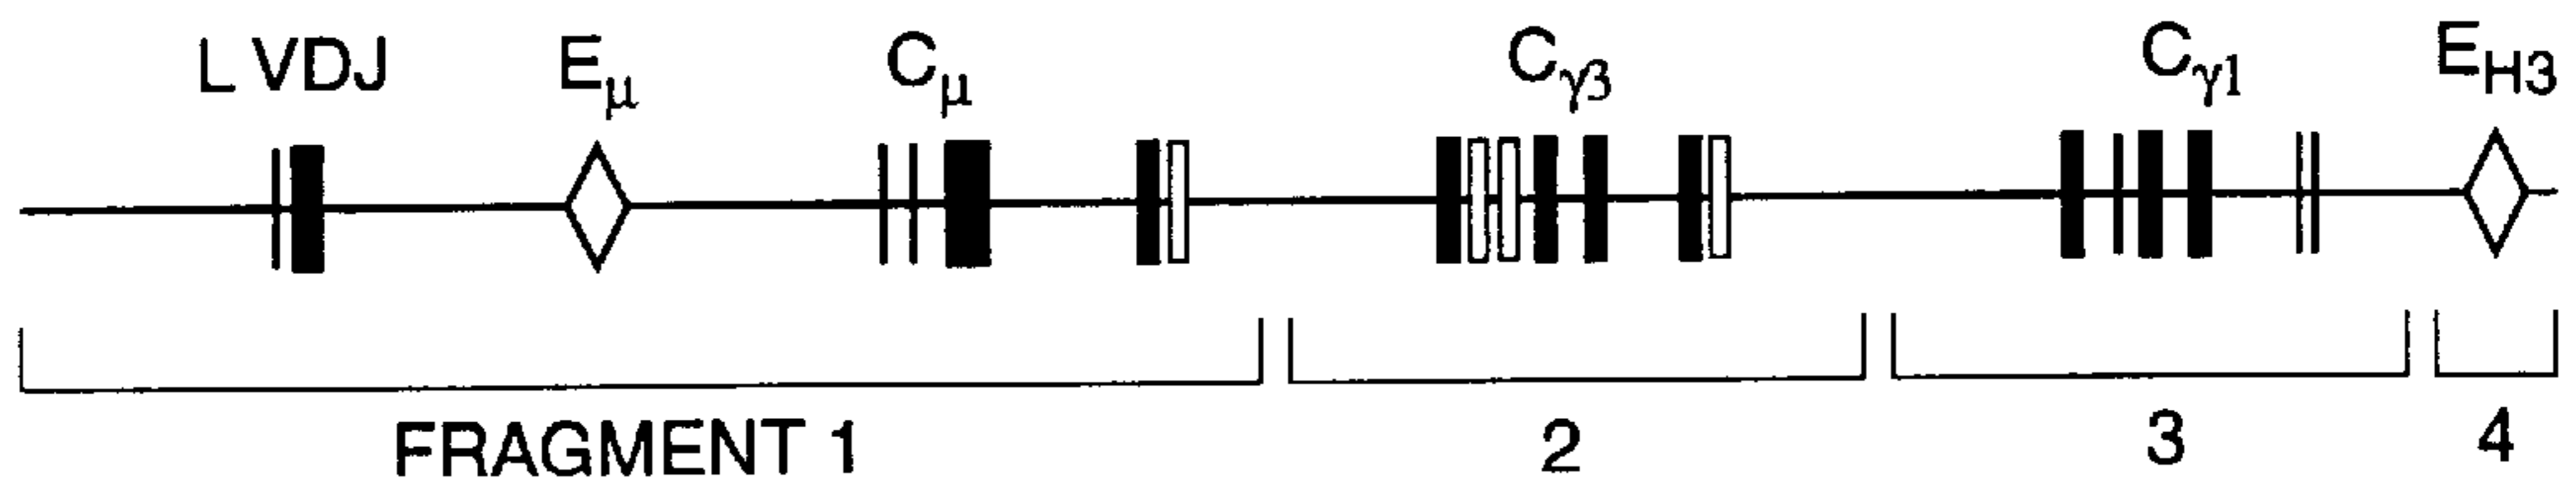 L VDJ Eμ Cμ Cγ3 Cγ1 EH3
FRAGMENT 1 2 3 4